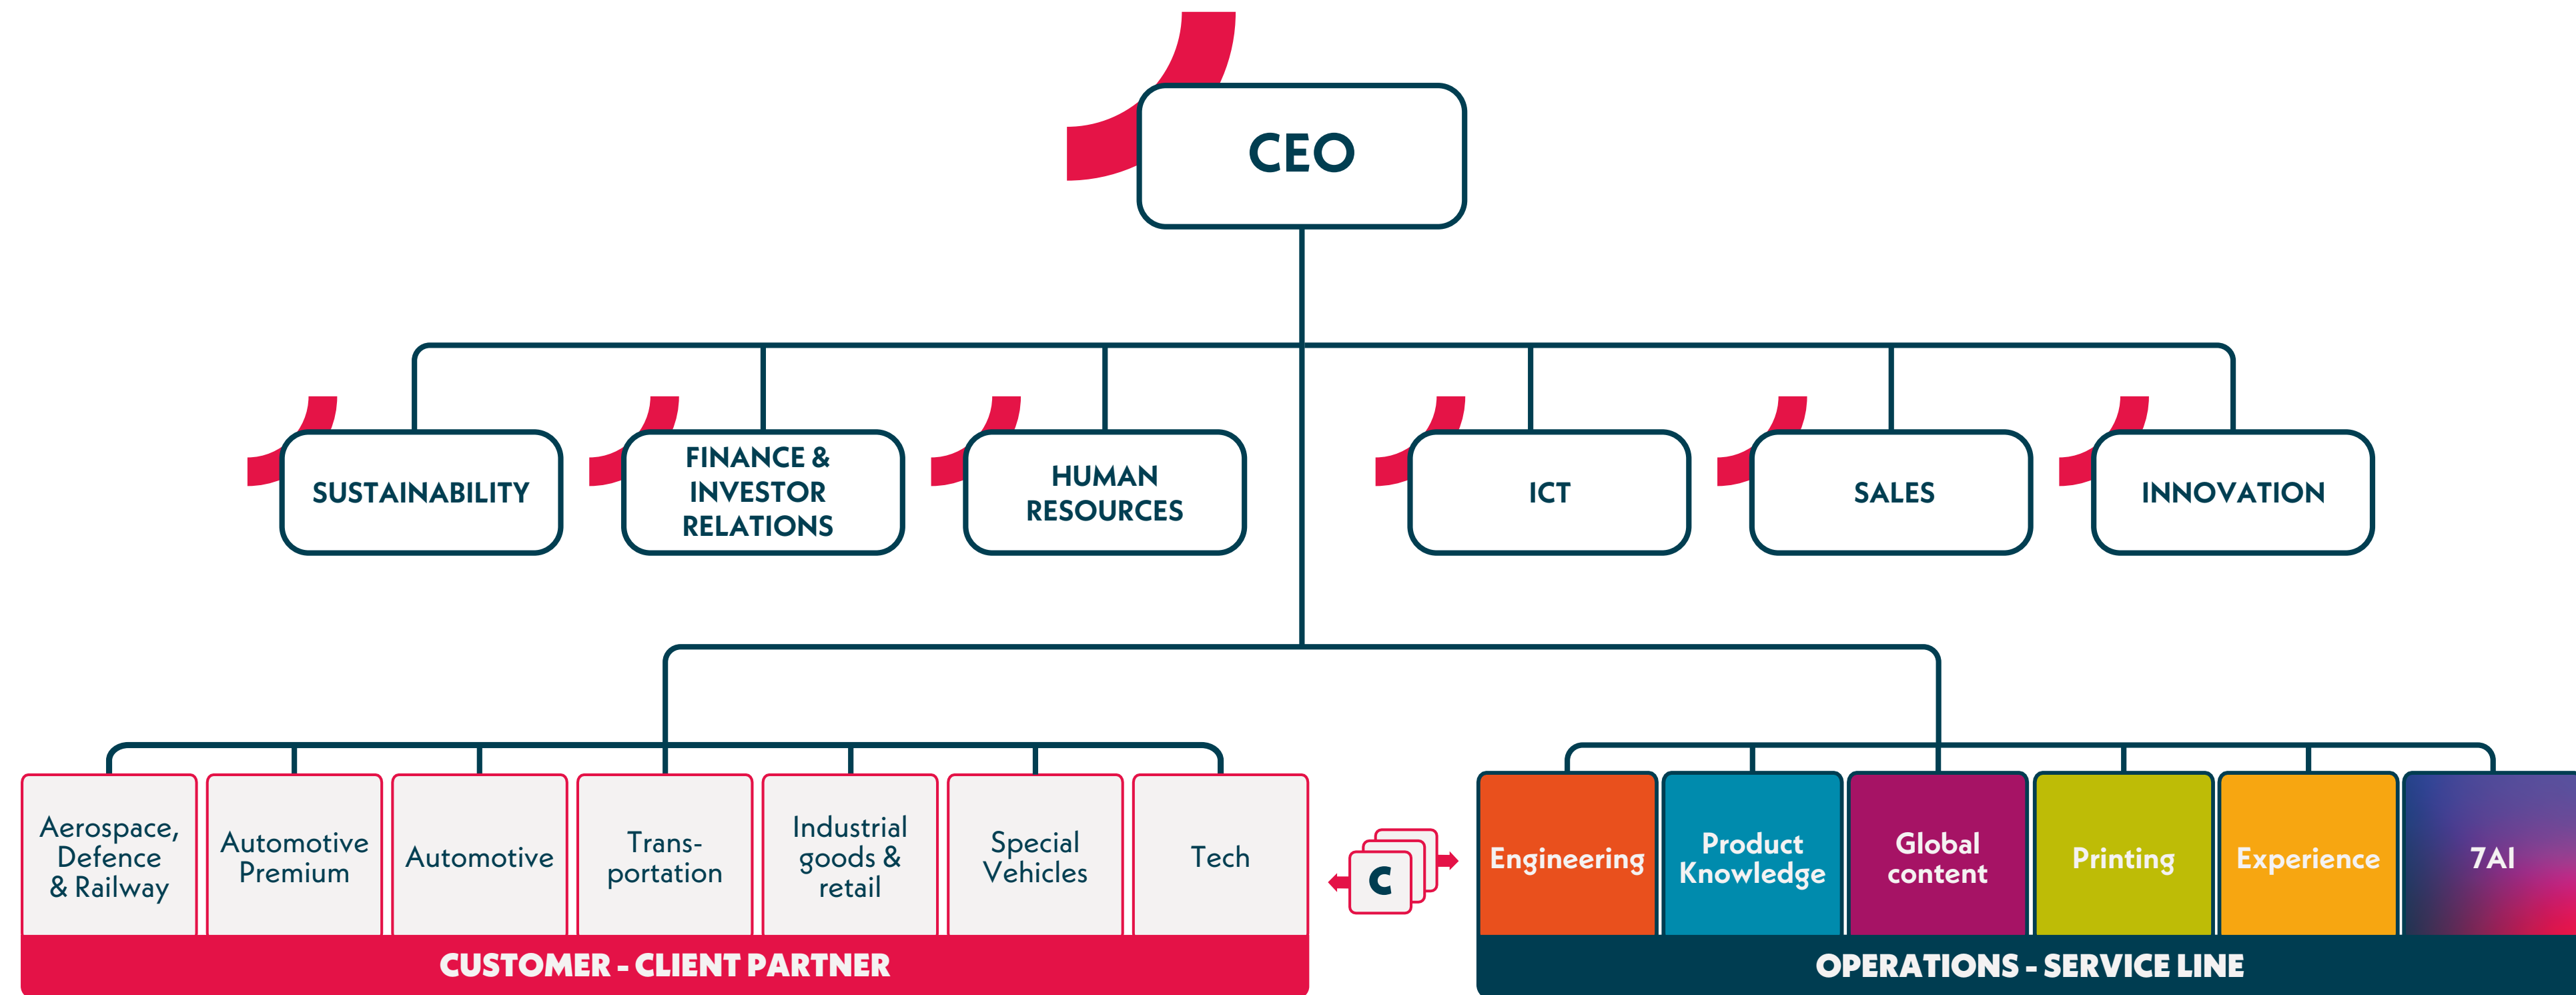 CEO
SUSTAINABILITY
FINANCE &
INVESTOR
RELATIONS
HUMAN
RESOURCES
ICT
SALES
INNOVATION
Aerospace,
Defence
& Railway
Automotive
Premium
Automotive
Trans-
portation
Industrial
goods &
retail
Special
Vehicles
Tech
C
Engineering
Product
Knowledge
Global
content
Printing
Experience
7AI
CUSTOMER - CLIENT PARTNER
OPERATIONS - SERVICE LINE